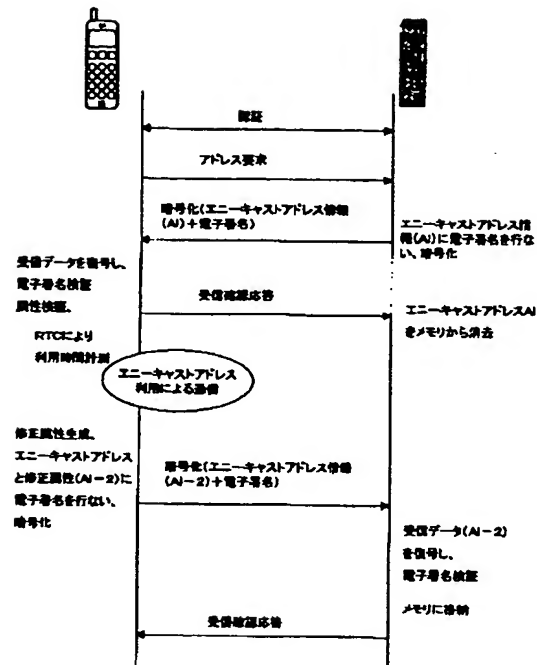 認証
アドレス要求
暗号化(エニーキャストアドレス情報
(AI)+電子署名)
エニーキャストアドレス情
報(AI)に電子署名を行な
い、暗号化
受信データを復号し、
電子署名検証
属性検証、
受信確認応答
エニーキャストアドレスAI
をメモリから消去
RTCにより
利用時間計測
エニーキャストアドレス
利用による通信
修正属性生成、
エニーキャストアドレス
と修正属性(AI-2)に
電子署名を行ない、
暗号化
暗号化(エニーキャストアドレス情報
(AI-2)+電子署名)
受信データ(AI-2)
を復号し、
電子署名検証
メモリに格納
受信確認応答